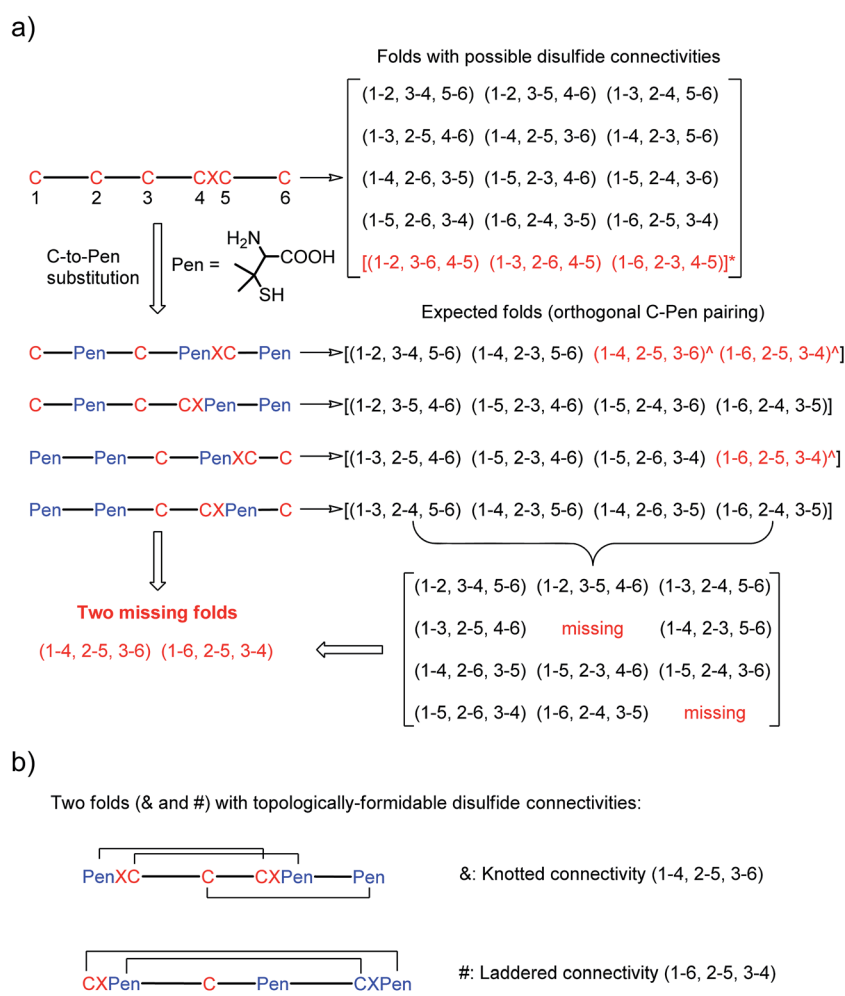 a)
Folds with possible disulfide connectivities
(1-2, 3-4, 5-6) (1-2, 3-5, 4-6) (1-3, 2-4, 5-6)
(1-3, 2-5, 4-6) (1-4, 2-5, 3-6) (1-4, 2-3, 5-6)
(1-4, 2-6, 3-5) (1-5, 2-3, 4-6) (1-5, 2-4, 3-6)
(1-5, 2-6, 3-4) (1-6, 2-4, 3-5) (1-6, 2-5, 3-4)
[(1-2, 3-6, 4-5) (1-3, 2-6, 4-5) (1-6, 2-3, 4-5)]*
C C C CXC C
1 2 3 4 5 6
C-to-Pen
substitution
Pen =
H2N
COOH
SH
Expected folds (orthogonal C-Pen pairing)
C Pen C PenXC Pen [(1-2, 3-4, 5-6) (1-4, 2-3, 5-6) (1-4, 2-5, 3-6)^ (1-6, 2-5, 3-4)^]
C Pen C CXPen Pen [(1-2, 3-5, 4-6) (1-5, 2-3, 4-6) (1-5, 2-4, 3-6) (1-6, 2-4, 3-5)]
Pen Pen C PenXC C [(1-3, 2-5, 4-6) (1-5, 2-3, 4-6) (1-5, 2-6, 3-4) (1-6, 2-5, 3-4)^]
Pen Pen C CXPen C [(1-3, 2-4, 5-6) (1-4, 2-3, 5-6) (1-4, 2-6, 3-5) (1-6, 2-4, 3-5)]
Two missing folds
(1-4, 2-5, 3-6) (1-6, 2-5, 3-4)
(1-2, 3-4, 5-6) (1-2, 3-5, 4-6) (1-3, 2-4, 5-6)
(1-3, 2-5, 4-6) missing (1-4, 2-3, 5-6)
(1-4, 2-6, 3-5) (1-5, 2-3, 4-6) (1-5, 2-4, 3-6)
(1-5, 2-6, 3-4) (1-6, 2-4, 3-5) missing
b)
Two folds (& and #) with topologically-formidable disulfide connectivities:
PenXC C CXPen Pen
&: Knotted connectivity (1-4, 2-5, 3-6)
CXPen C Pen CXPen
#: Laddered connectivity (1-6, 2-5, 3-4)